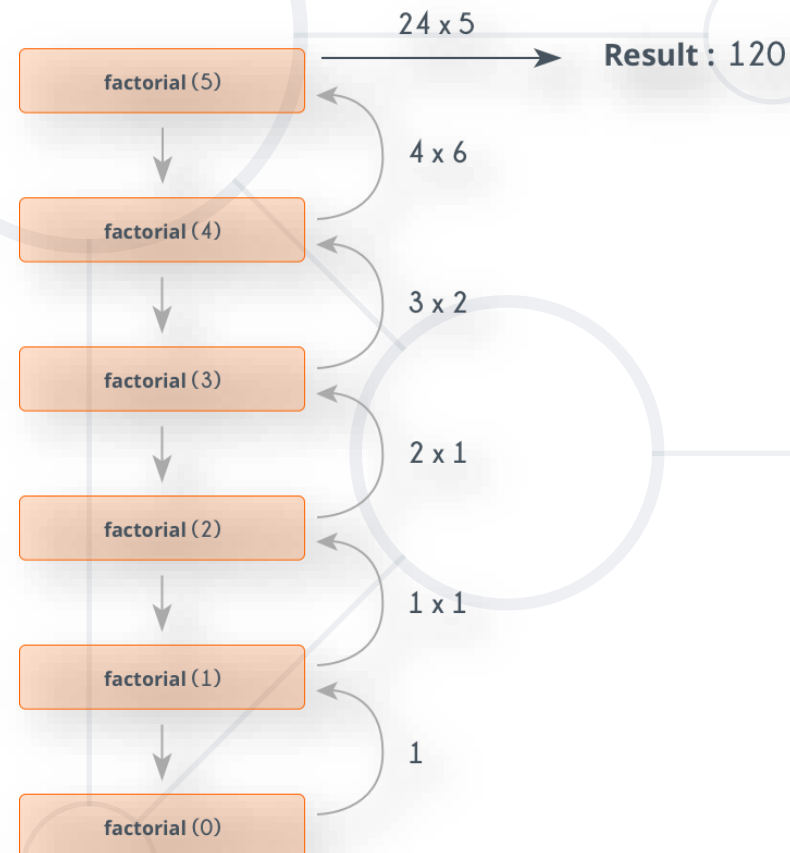 24 x 5
Result : 120
factorial (5)
4 x 6
factorial (4)
3 x 2
factorial (3)
2 x 1
factorial (2)
1 x 1
factorial (1)
1
factorial (0)